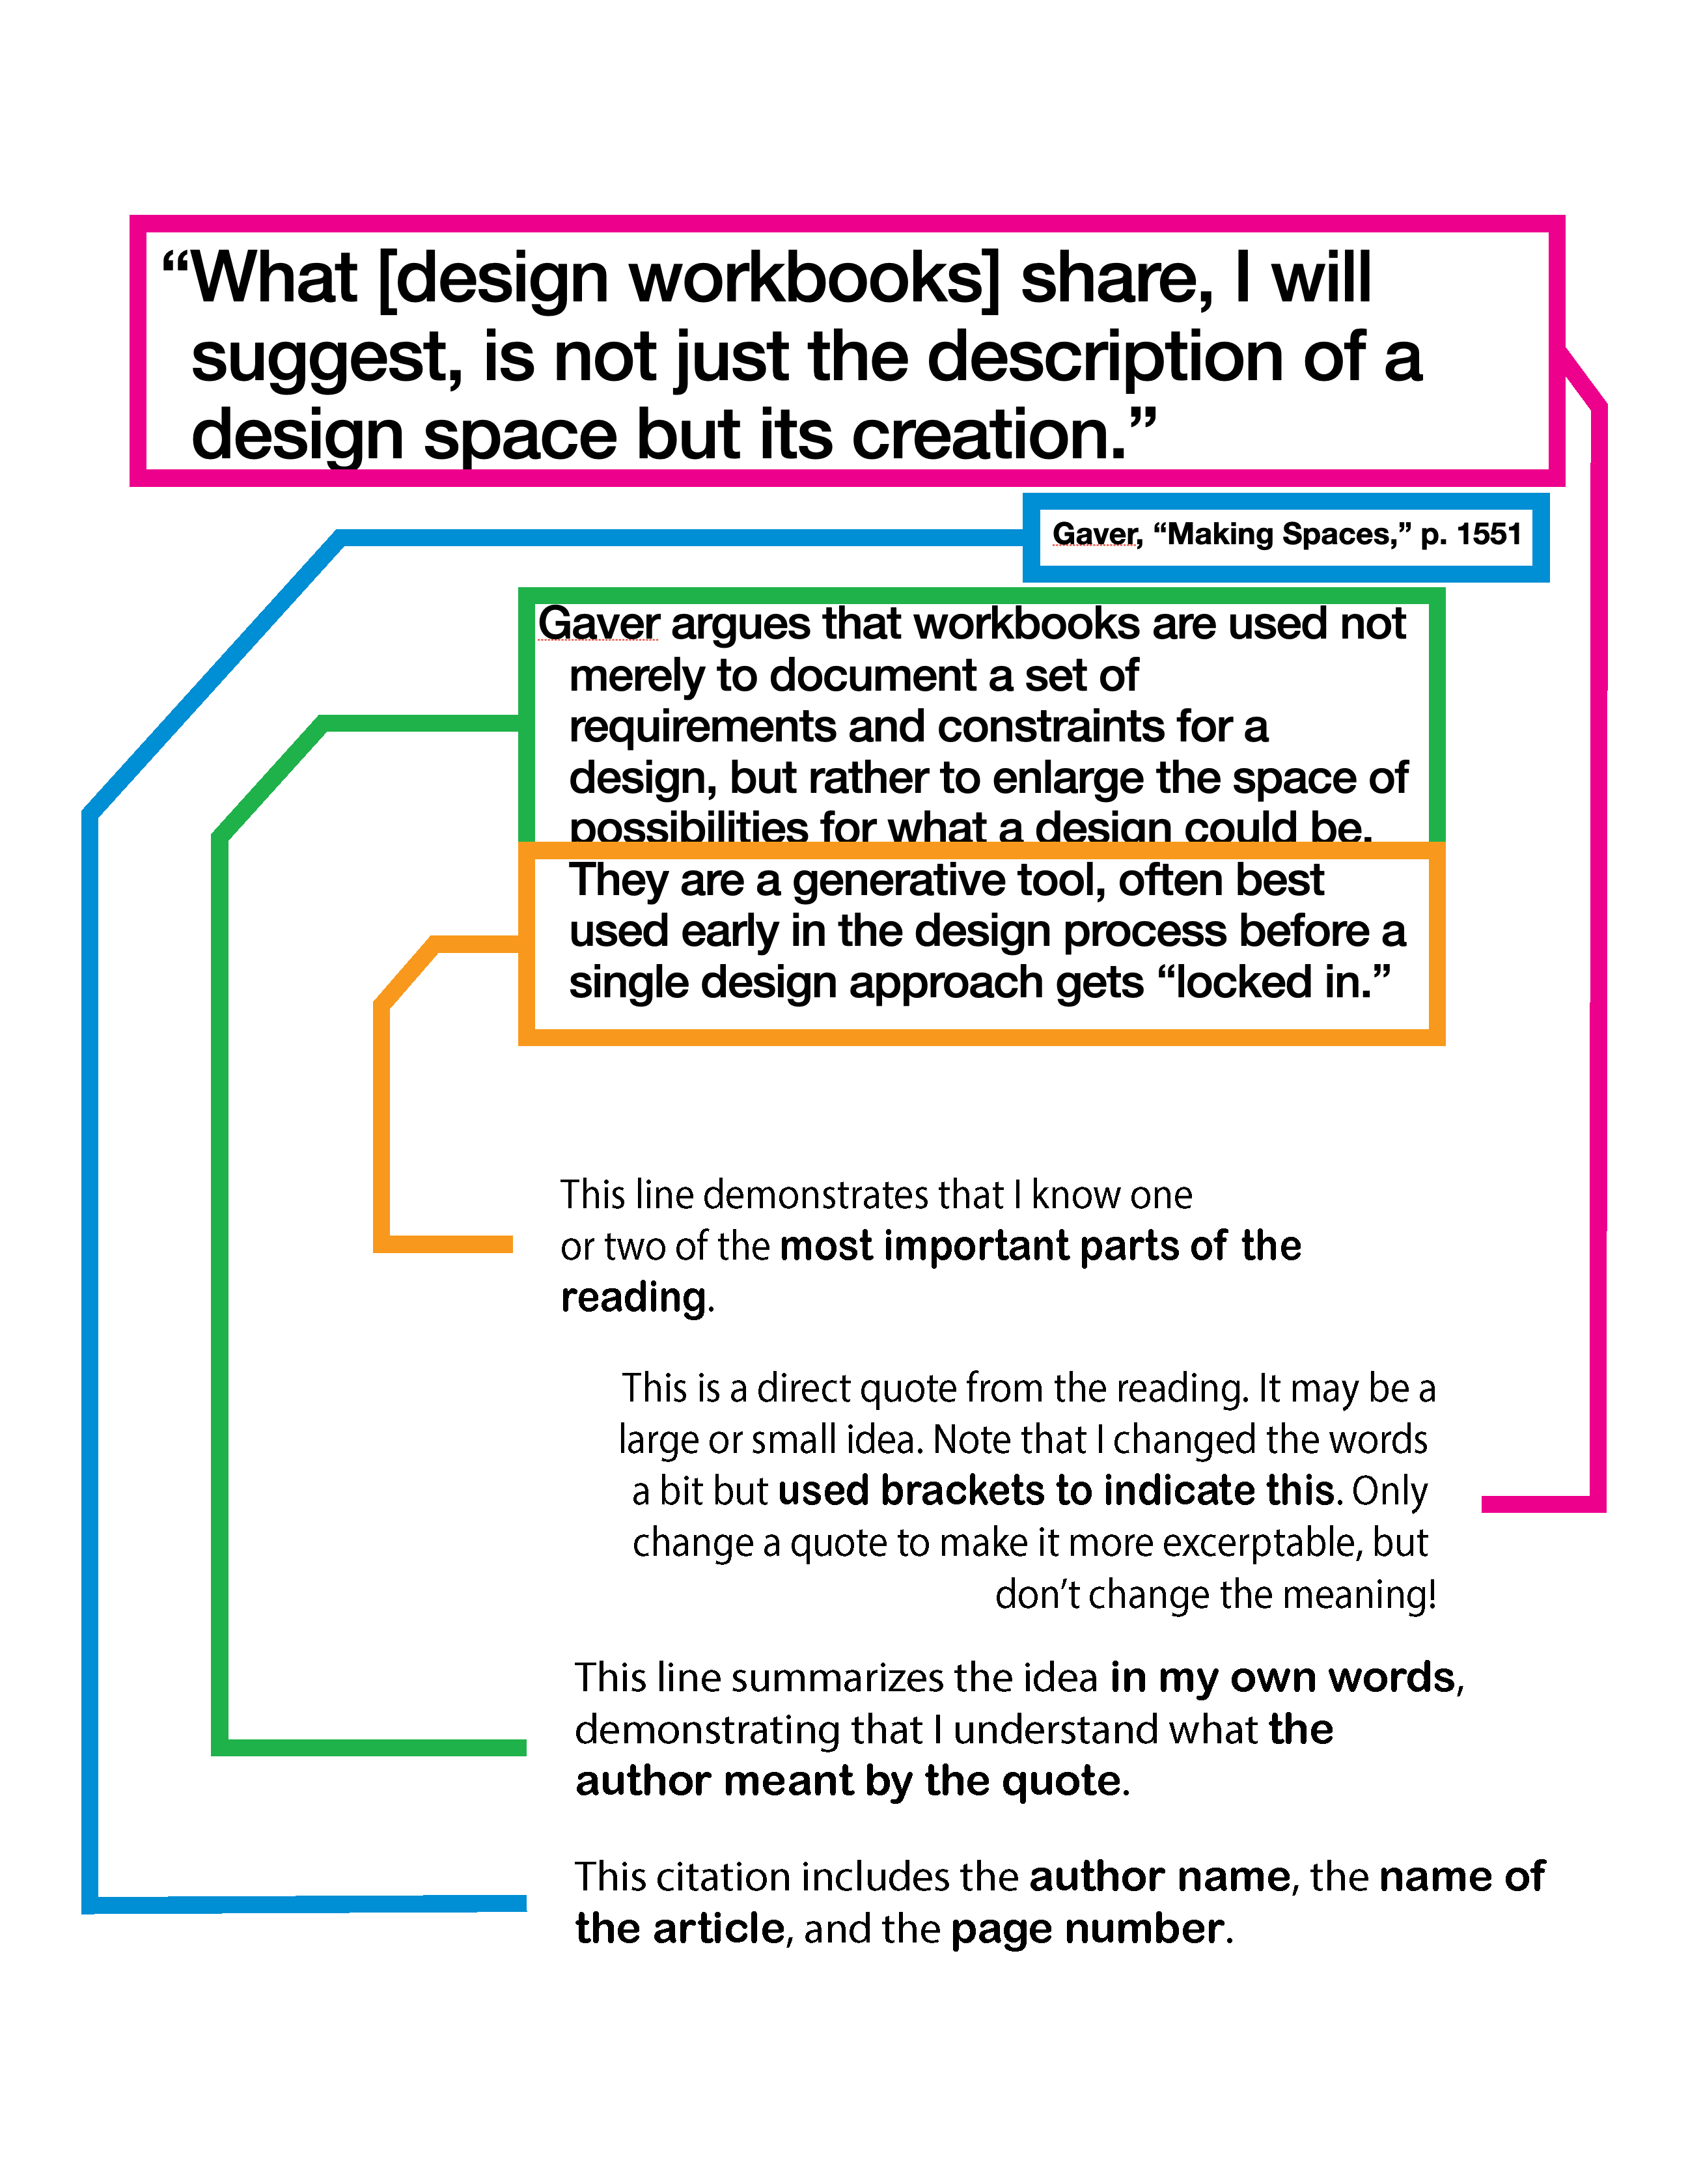 “What [design workbooks] share, I will
suggest, is not just the description of a
design space but its creation.”
Gaver, “Making Spaces,” p. 1551
Gaver argues that workbooks are used not
merely to document a set of
requirements and constraints for a
design, but rather to enlarge the space of
possibilities for what a design could be.
They are a generative tool, often best
used early in the design process before a
single design approach gets “locked in.”
This line demonstrates that I know one
or two of the most important parts of the
reading.
This is a direct quote from the reading. It may be a
large or small idea. Note that I changed the words
a bit but used brackets to indicate this. Only
change a quote to make it more excerptable, but
don’t change the meaning!
This line summarizes the idea in my own words,
demonstrating that I understand what the
author meant by the quote.
This citation includes the author name, the name of
the article, and the page number.